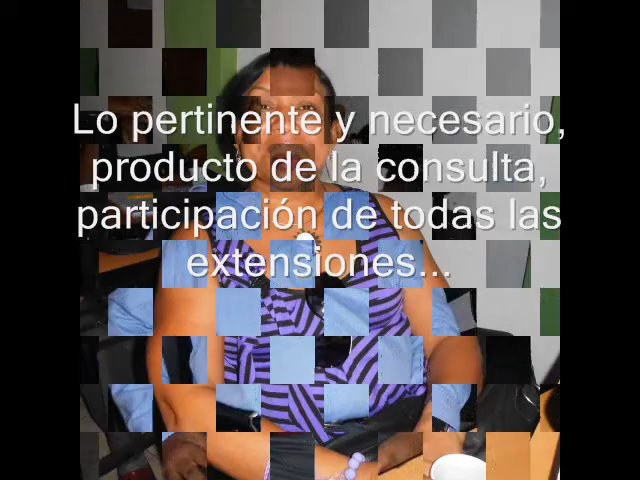 Lo pertinente y necesario,
producto de la consulta,
participación de todas las
extensiones...